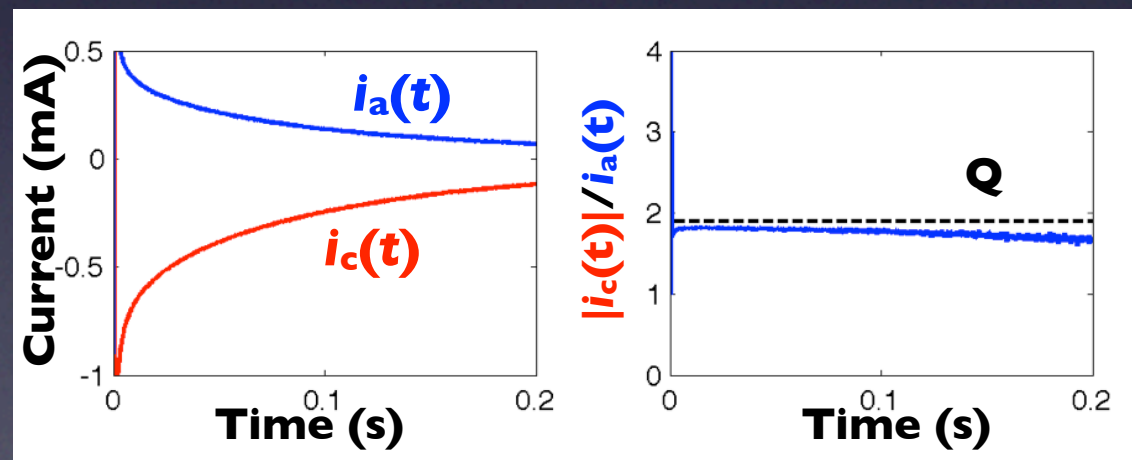 Current (mA)
0.5
0
-0.5
-1
i_a(t)
i_c(t)
0
0.1
0.2
Time (s)
|i_c(t)|/i_a(t)
4
3
2
1
0
Q
0
0.1
0.2
Time (s)